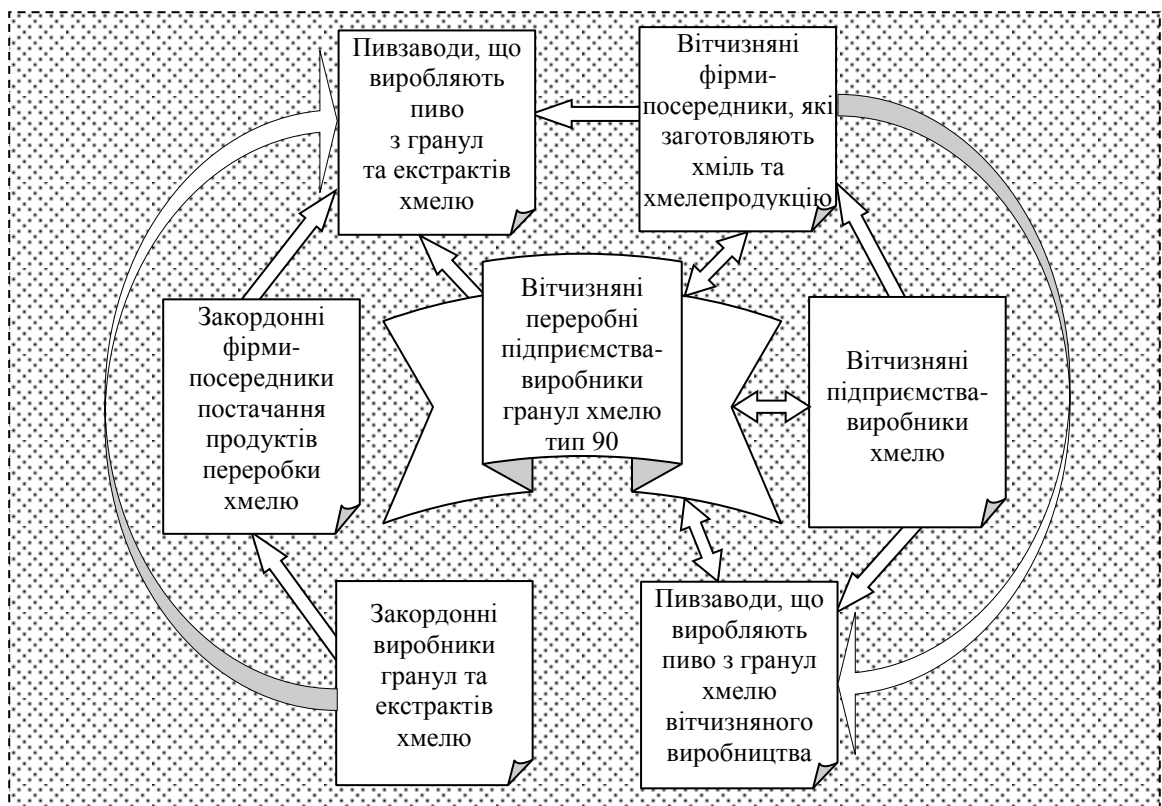 Пивзаводи, що
виробляють
пиво
з гранул
та екстрактів
хмелю
Вітчизняні
фірми-
посередники, які
заготовляють
хміль та
хмелепродукцію
Закордонні
фірми-
посередники
постачання
продуктів
переробки
хмелю
Вітчизняні
переробні
підприємства-
виробники
гранул хмелю
тип 90
Вітчизняні
підприємства-
виробники
хмелю
Закордонні
виробники
гранул та
екстрактів
хмелю
Пивзаводи, що
виробляють
пиво з гранул
хмелю
вітчизняного
виробництва